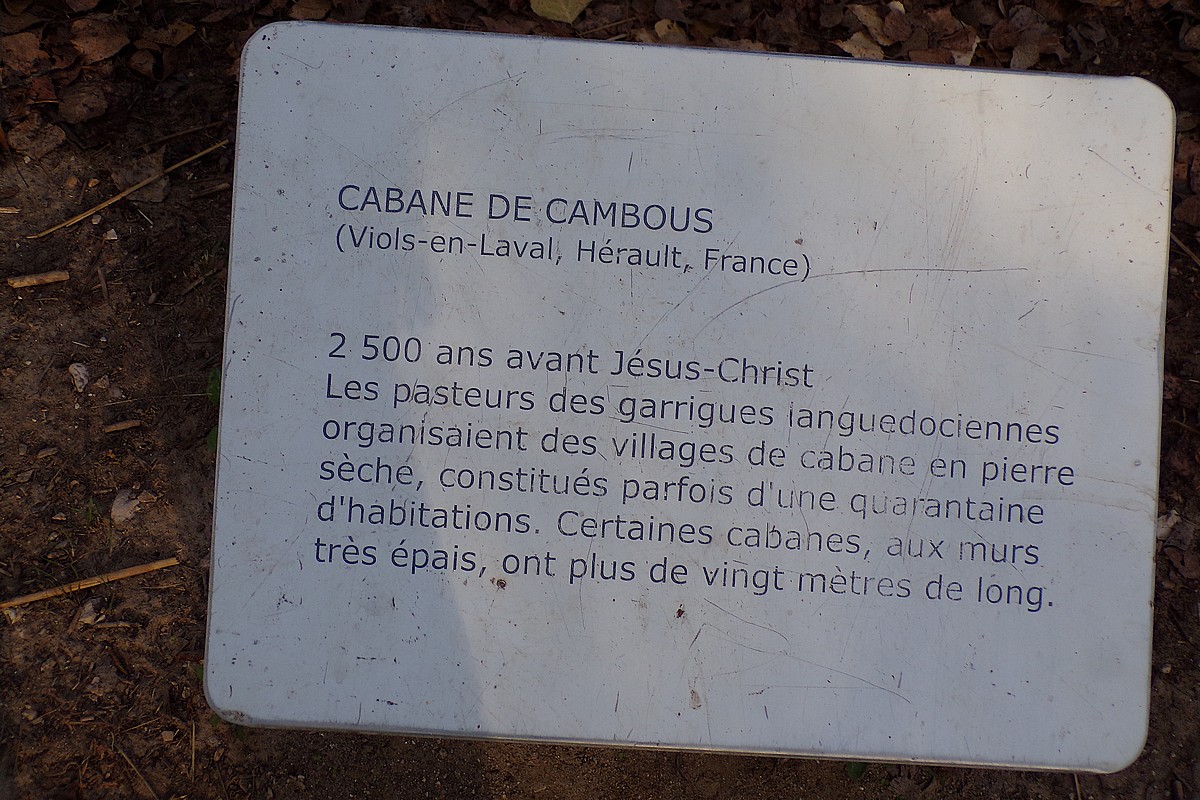 CABANE DE CAMBOUS
(Viols-en-Laval, Hérault, France)
2 500 ans avant Jésus-Christ
Les pasteurs des garrigues languedociennes
organisaient des villages de cabane en pierre
sèche, constitués parfois d'une quarantaine
d'habitations. Certaines cabanes, aux murs
très épais, ont plus de vingt mètres de long.